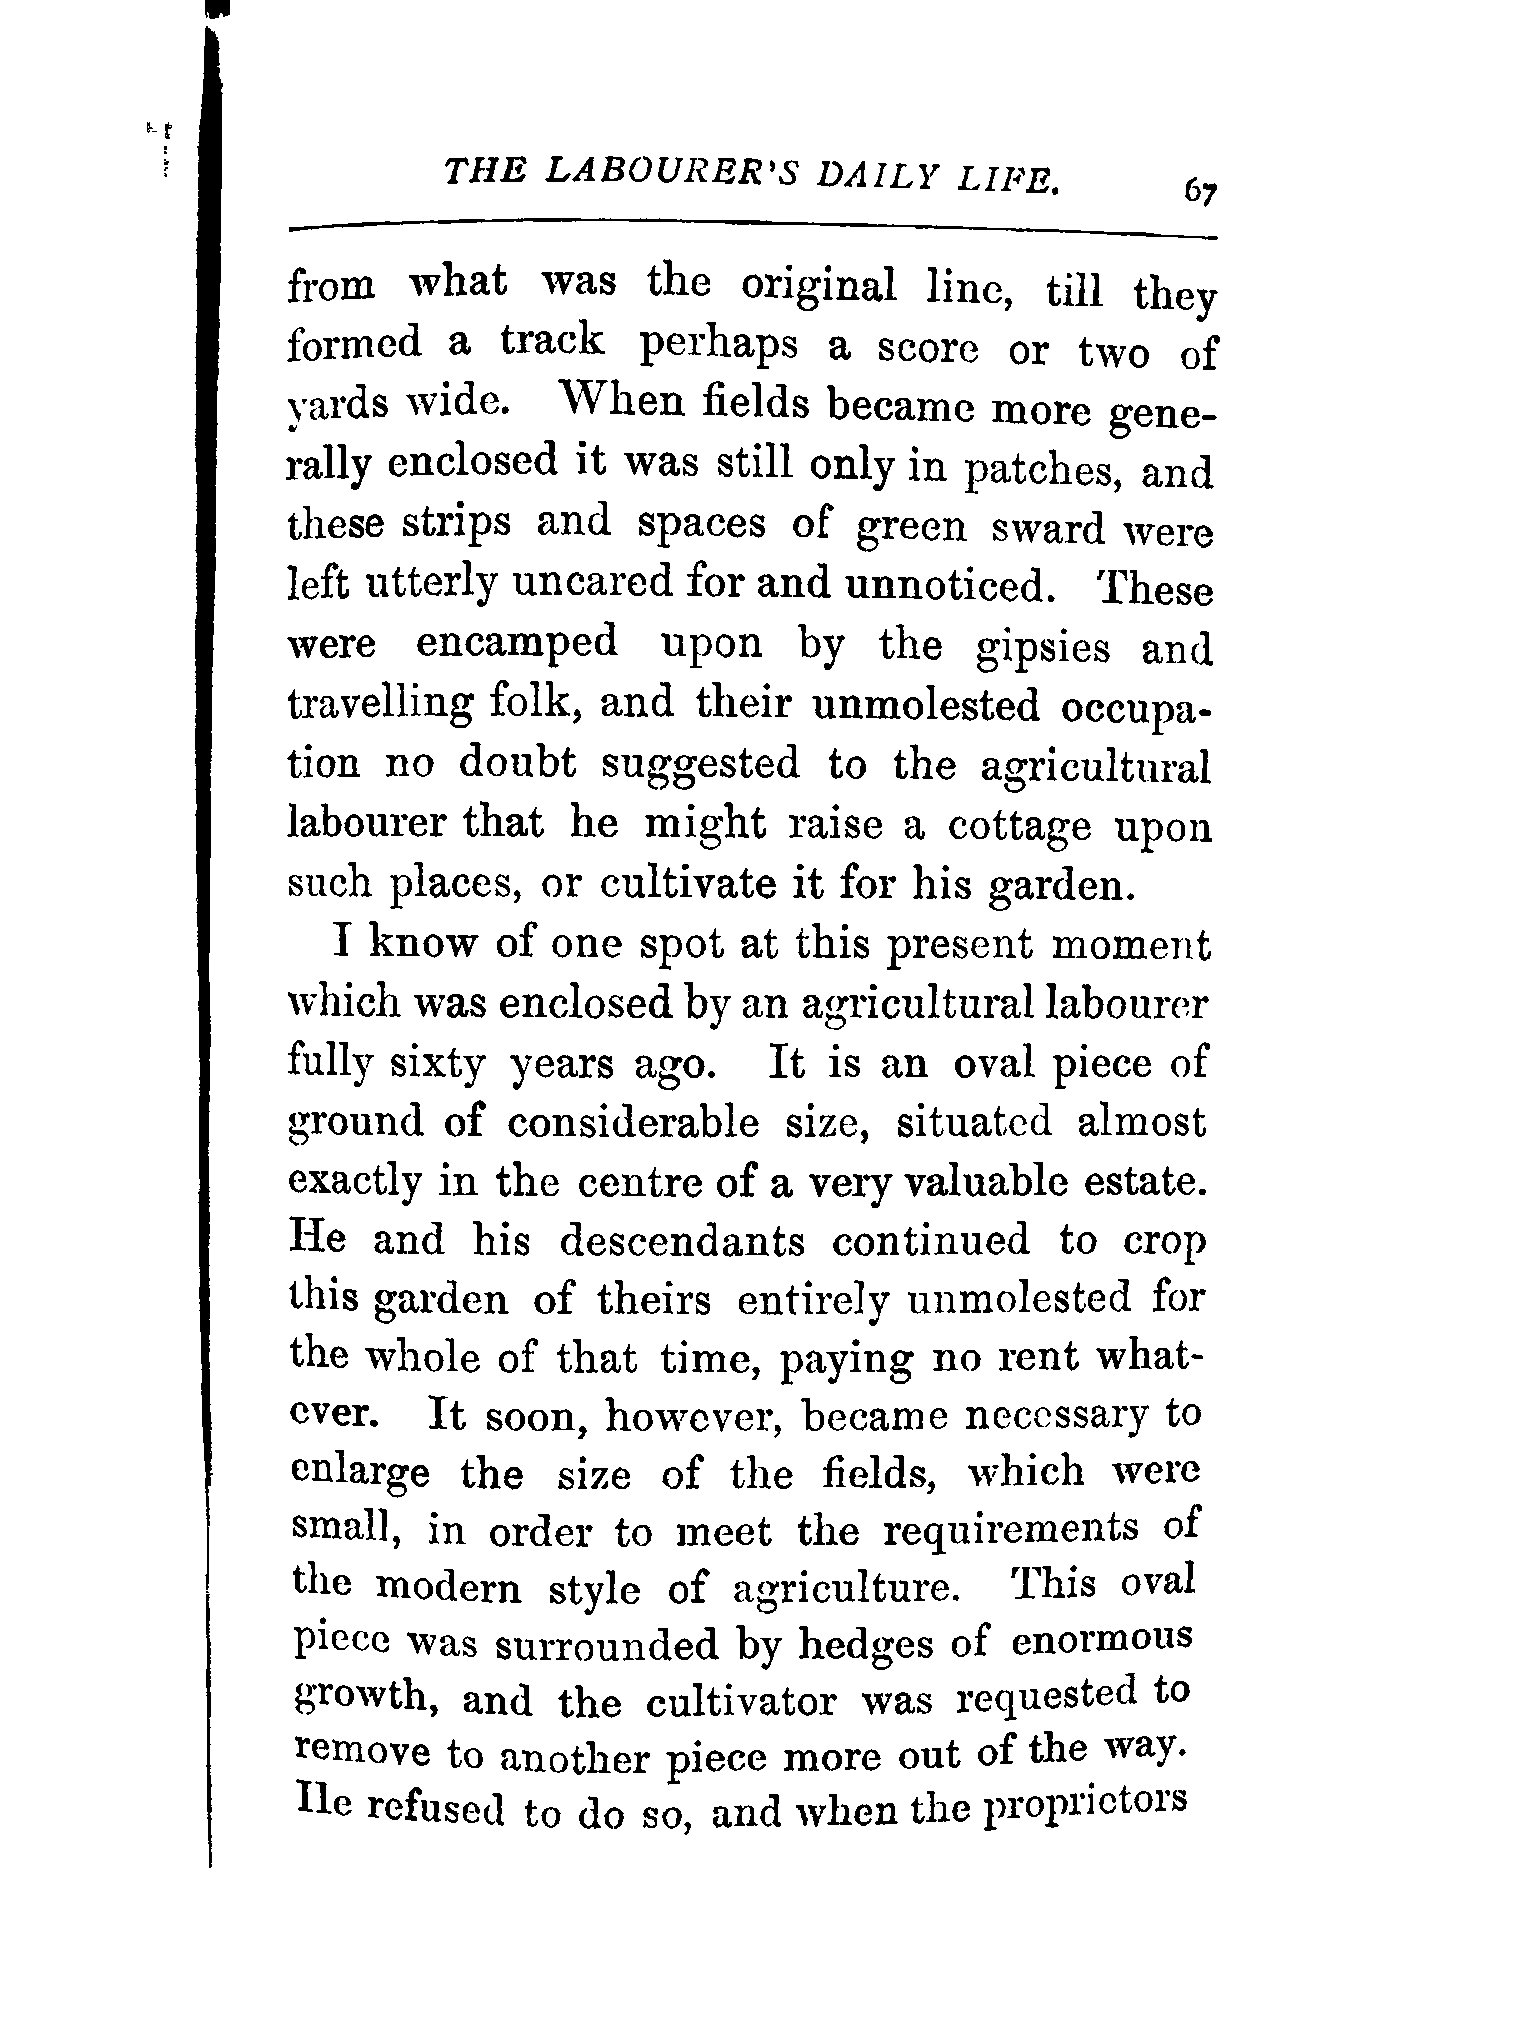 THE LABOURER'S DAILY LIFE. 67
from what was the original line, till they
formed a track perhaps a score or two of
yards wide. When fields became more gene-
rally enclosed it was still only in patches, and
these strips and spaces of green sward were
left utterly uncared for and unnoticed. These
were encamped upon by the gipsies and
travelling folk, and their unmolested occupa-
tion no doubt suggested to the agricultural
labourer that he might raise a cottage upon
such places, or cultivate it for his garden.
I know of one spot at this present moment
which was enclosed by an agricultural labourer
fully sixty years ago. It is an oval piece of
ground of considerable size, situated almost
exactly in the centre of a very valuable estate.
He and his descendants continued to crop
this garden of theirs entirely unmolested for
the whole of that time, paying no rent what-
ever. It soon, however, became necessary to
enlarge the size of the fields, which were
small, in order to meet the requirements of
the modern style of agriculture. This oval
piece was surrounded by hedges of enormous
growth, and the cultivator was requested to
remove to another piece more out of the way.
He refused to do so, and when the proprietors